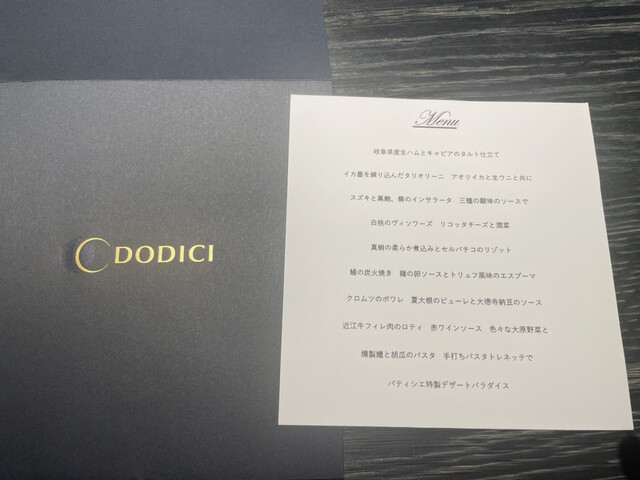 DODICI
Menu
岐阜県産生ハムとキャビアのタルト仕立て
イカ墨を練り込んだタリオリーニ アオリイカと生ウニと共に
スズキと黒鮑、鶏のインサラータ 三種の酸味のソースで
白桃のヴィソワーズ リコッタチーズと潤菜
真蛸の柔らか煮込みとセルバチコのリゾット
鰻の炭火焼き 鶏の卵ソースとトリュフ風味のエスプーマ
クロムツのポワレ 夏大根のピューレと大徳寺納豆のソース
近江牛フィレ肉のロティ 赤ワインソース 色々な大原野菜と
燻製鱧と胡瓜のパスタ 手打ちパスタトレネッテで
パティシエ特製デザートパラダイス